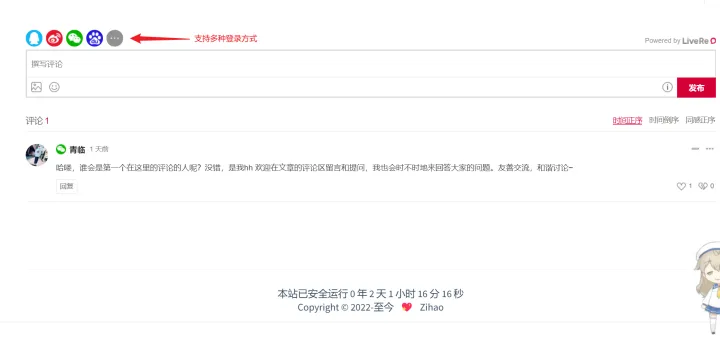 支持多种登录方式
Powered by LiveRe
撰写评论
发布
评论 1
时间正序 时间倒序 同感正序
青临 1 天前
哈喽，谁会是第一个在这里的评论的人呢？没错，是我hh 欢迎在文章的评论区留言和提问，我也会时不时地来回答大家的问题。友善交流，和谐讨论~
回复
1 0
本站已安全运行 0 年 2 天 1 小时 16 分 16 秒
Copyright © 2022-至今 Zihao